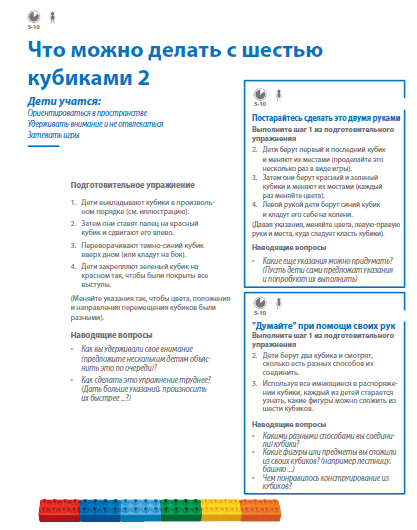 5-10
Что можно делать с шестью
кубиками 2
Дети учатся:
Ориентироваться в пространстве
Удерживать внимание и не отвлекаться
Затевать игры
Подготовительное упражнение
1. Дети выкладывают кубики в произволь-
ном порядке (см. иллюстрацию).
2. Затем они ставят палец на красный
кубик и сдвигают его влево.
3. Переворачивают темно-синий кубик
вверх дном (или кладут на бок).
4. Дети закрепляют зеленый кубик на
красном так, чтобы были покрыты все
выступы.
(Меняйте указания так, чтобы цвета, положения
и направления перемещения кубиков были
разными).
Наводящие вопросы
• Как вы удерживали свое внимание
(предложите нескольким детям объяс-
нить это по очереди)?
• Как сделать это упражнение труднее?
(Дать больше указаний, произносить
их быстрее ...?)
5-10
Постарайтесь сделать это двумя руками
Выполните шаг 1 из подготовительного
упражнения
2. Дети берут первый и последний кубик
и меняют их местами (проделайте это
несколько раз в виде игры).
3. Затем они берут красный и зеленый
кубики и меняют их местами (каждый
раз меняйте цвета).
4. Левой рукой дети берут синий кубик
и кладут его себе на колени.
(Давая указания, меняйте цвета, левую-правую
руки и места, куда следует класть кубики).
Наводящие вопросы
• Какие еще указания можно придумать?
(Пусть дети сами предложат указания
и попробуют их выполнить)
5-10
"Думайте" при помощи своих рук
Выполните шаг 1 из подготовительного
упражнения
2. Дети берут два кубика и смотрят,
сколько есть разных способов их
соединить.
3. Используя все имеющиеся в распоряже-
нии кубики, каждый из детей старается
узнать, какие фигуры можно сложить из
шести кубиков.
Наводящие вопросы
• Какими разными способами вы соедини-
ли) кубики?
• Какие фигуры или предметы вы сложили
из своих кубиков? (например лестницу,
башню ...)
• Чем понравилось конструирование из
кубиков?